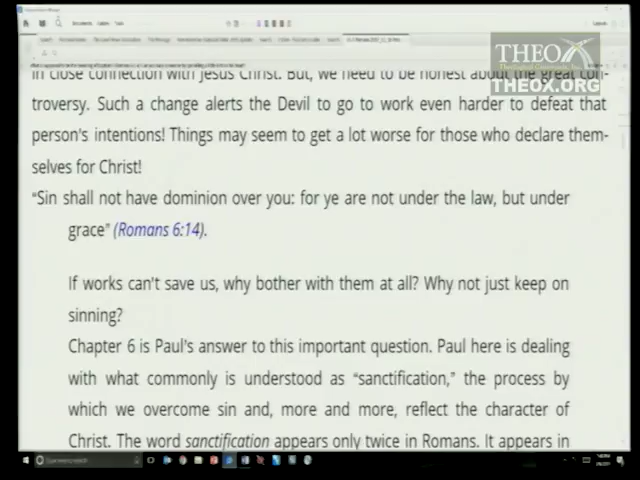 THEOX
THEOX.ORG
in close connection with Jesus Christ. But, we need to be honest about the great con-
troversy. Such a change alerts the Devil to go to work even harder to defeat that
person's intentions! Things may seem to get a lot worse for those who declare them-
selves for Christ!
“Sin shall not have dominion over you: for ye are not under the law, but under
grace” (Romans 6:14).
If works can't save us, why bother with them at all? Why not just keep on
sinning?
Chapter 6 is Paul's answer to this important question. Paul here is dealing
with what commonly is understood as “sanctification,” the process by
which we overcome sin and, more and more, reflect the character of
Christ. The word sanctification appears only twice in Romans. It appears in